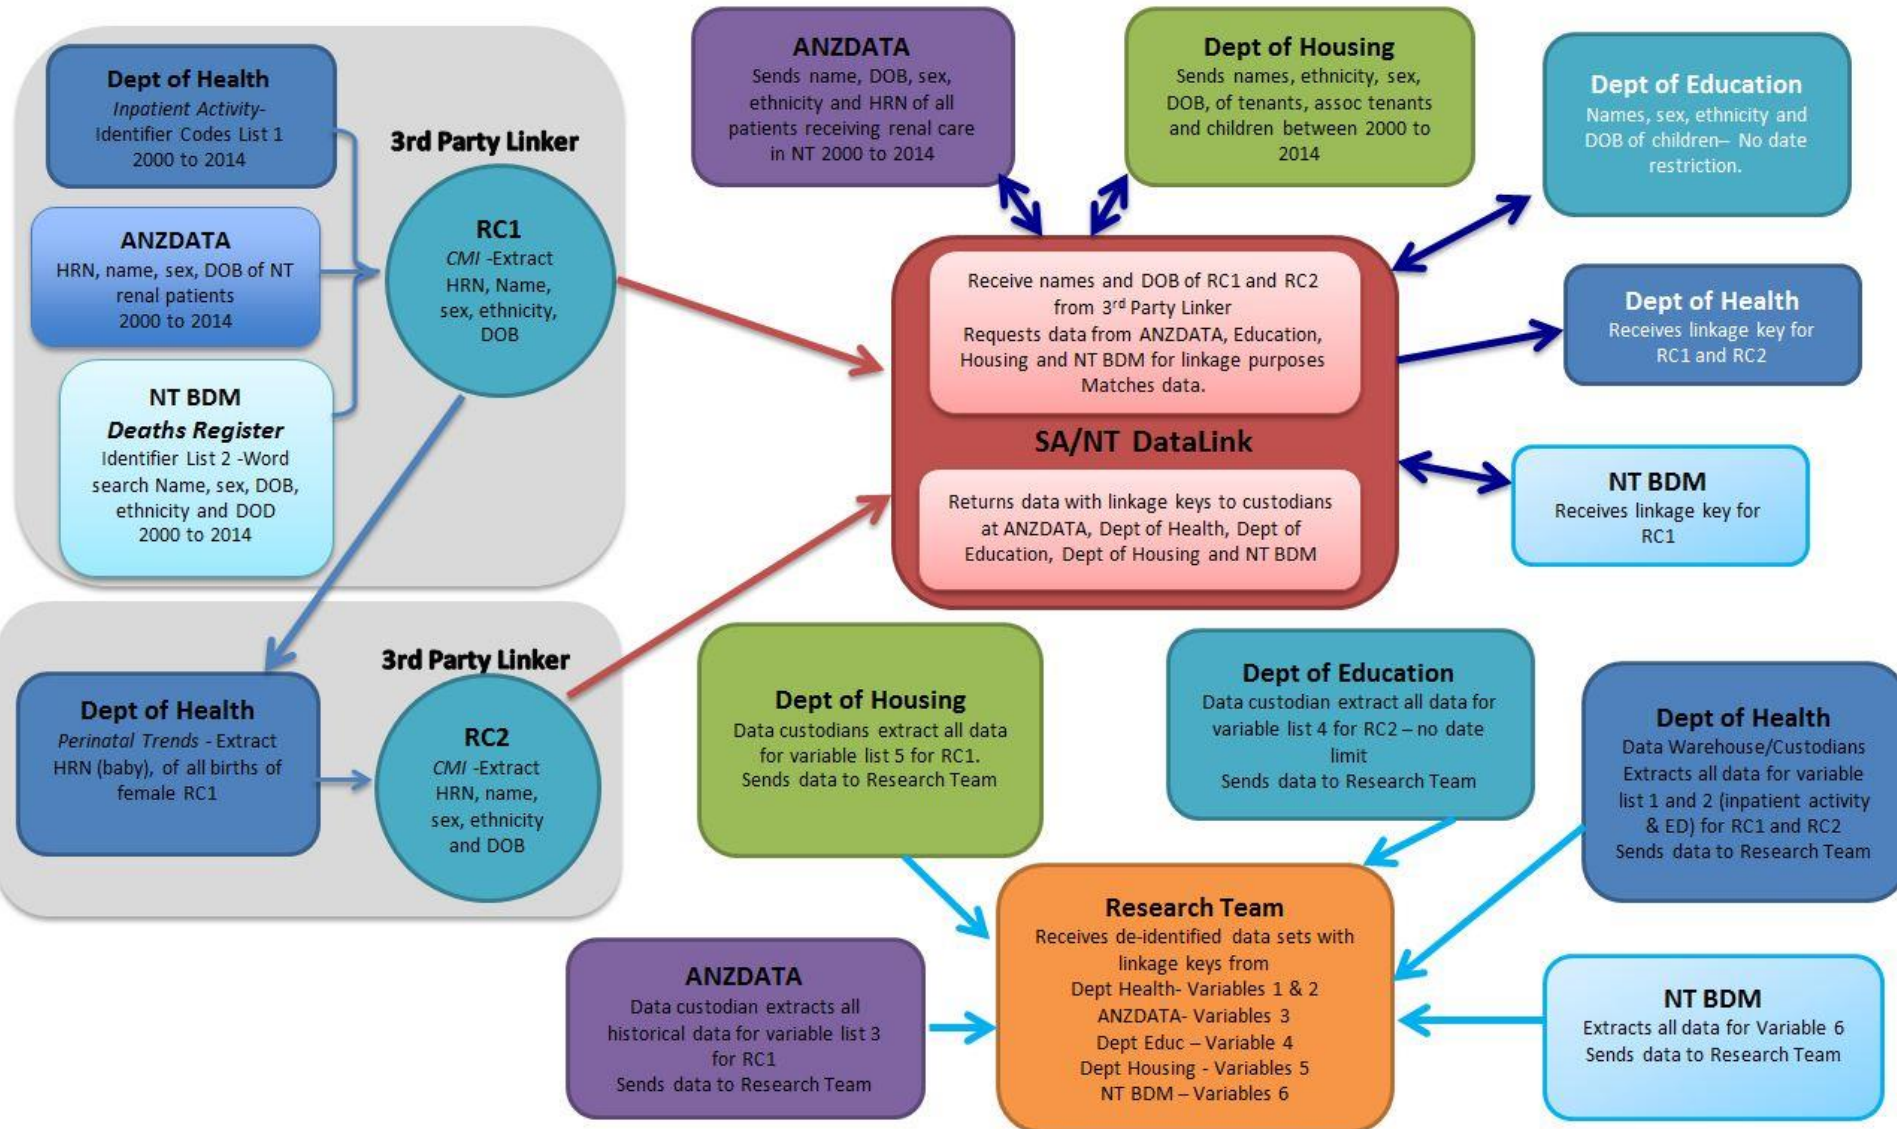 Dept of Health
Inpatient Activity-
Identifier Codes List 1
2000 to 2014
ANZDATA
HRN, name, sex, DOB of NT
renal patients
2000 to 2014
NT BDM
Deaths Register
Identifier List 2 -Word
search Name, sex, DOB,
ethnicity and DOD
2000 to 2014
3rd Party Linker
RC1
CMI -Extract
HRN, Name,
sex, ethnicity,
DOB
Dept of Health
Perinatal Trends - Extract
HRN (baby), of all births of
female RC1
3rd Party Linker
RC2
CMI -Extract
HRN, name,
sex, ethnicity
and DOB
ANZDATA
Sends name, DOB, sex,
ethnicity and HRN of all
patients receiving renal care
in NT 2000 to 2014
Dept of Housing
Sends names, ethnicity, sex,
DOB, of tenants, assoc tenants
and children between 2000 to
2014
Dept of Education
Names, sex, ethnicity and
DOB of children– No date
restriction.
Receive names and DOB of RC1 and RC2
from 3rd Party Linker
Requests data from ANZDATA, Education,
Housing and NT BDM for linkage purposes
Matches data.
SA/NT DataLink
Returns data with linkage keys to custodians
at ANZDATA, Dept of Health, Dept of
Education, Dept of Housing and NT BDM
Dept of Health
Receives linkage key for
RC1 and RC2
NT BDM
Receives linkage key for
RC1
Dept of Housing
Data custodians extract all data
for variable list 5 for RC1.
Sends data to Research Team
Dept of Education
Data custodian extract all data for
variable list 4 for RC2 – no date
limit
Sends data to Research Team
Dept of Health
Data Warehouse/Custodians
Extracts all data for variable
list 1 and 2 (inpatient activity
& ED) for RC1 and RC2
Sends data to Research Team
ANZDATA
Data custodian extracts all
historical data for variable list 3
for RC1
Sends data to Research Team
Research Team
Receives de-identified data sets with
linkage keys from
Dept Health- Variables 1 & 2
ANZDATA- Variables 3
Dept Educ – Variable 4
Dept Housing - Variables 5
NT BDM – Variables 6
NT BDM
Extracts all data for Variable 6
Sends data to Research Team